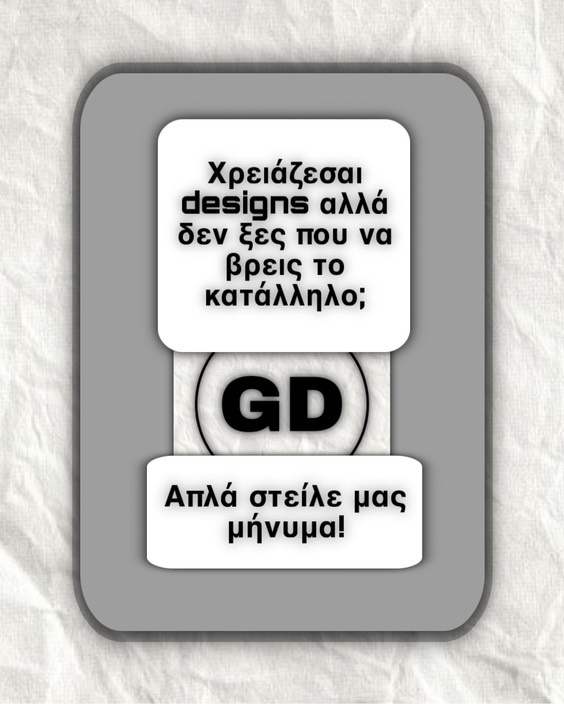 Χρειάζεσαι
designs αλλά
δεν ξες που να
βρεις το
κατάλληλο;
GD
Απλά στείλε μας
μήνυμα!